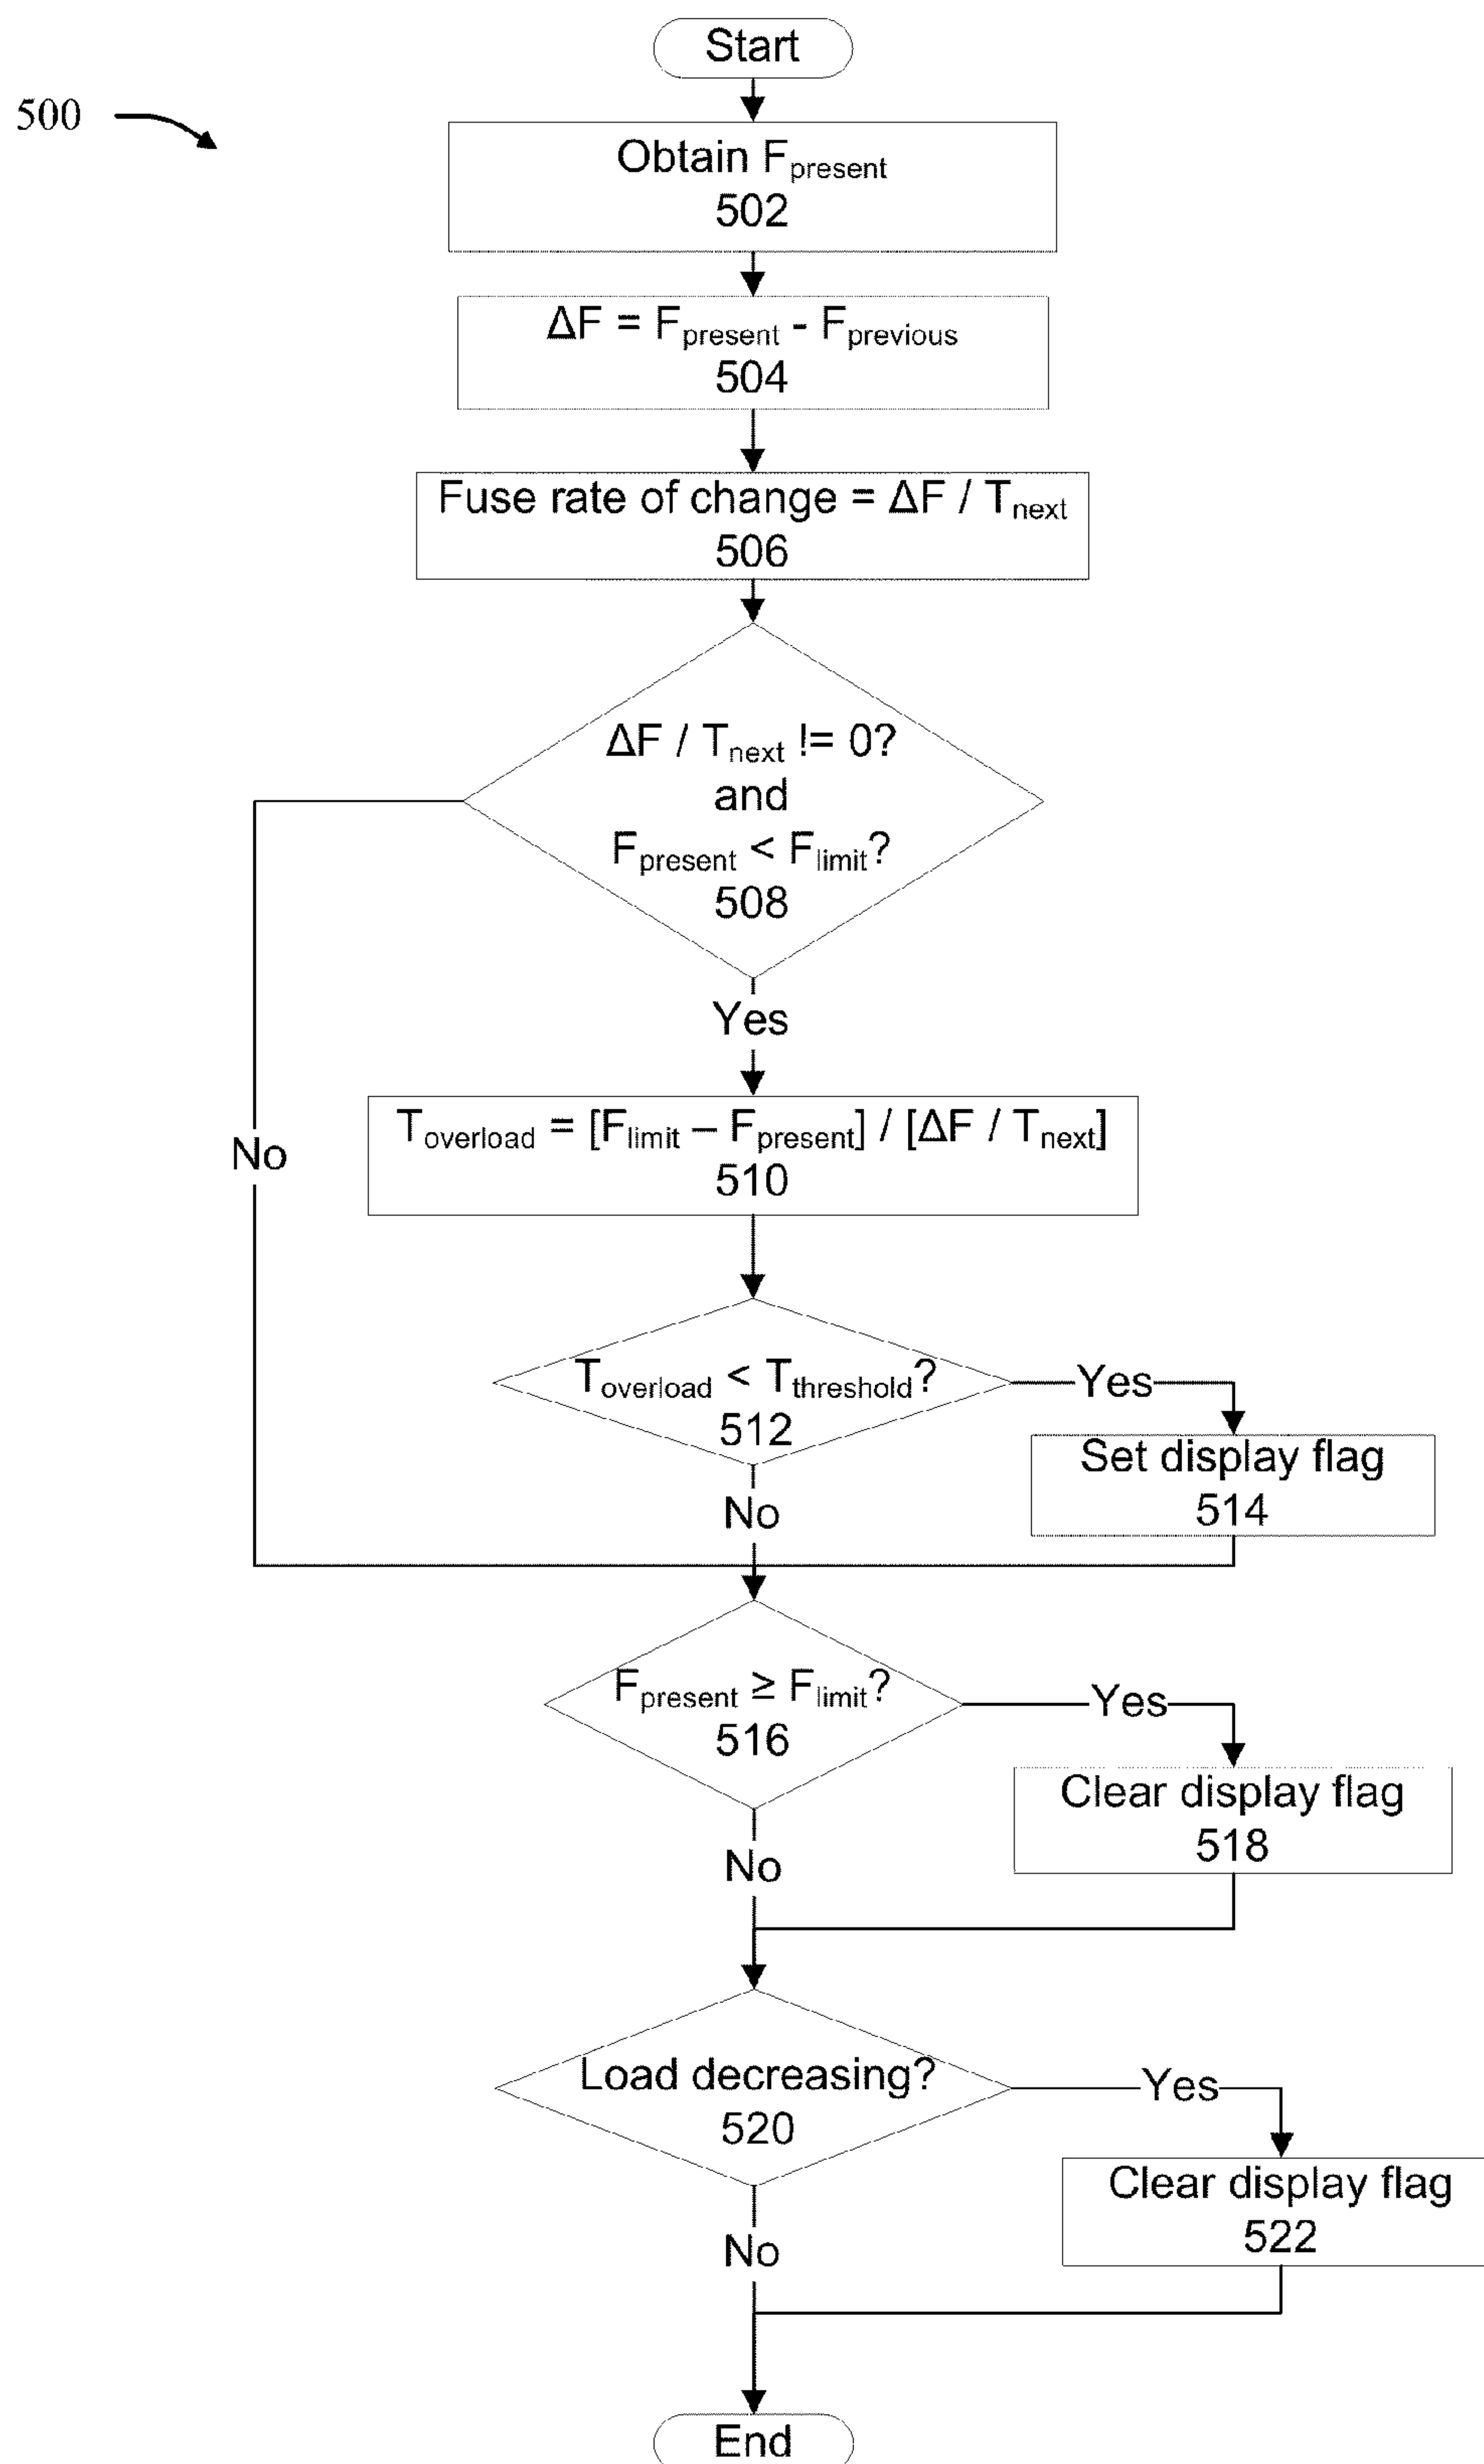 Start
500
Obtain Fpresent
502
ΔF = Fpresent - Fprevious
504
Fuse rate of change = ΔF / Tnext
506
ΔF / Tnext != 0?
and
Fpresent < Flimit?
508
Yes
No
Toverload = [Flimit – Fpresent] / [ΔF / Tnext]
510
Toverload < Tthreshold?
512
Yes
Set display flag
514
No
Fpresent ≥ Flimit?
516
Yes
Clear display flag
518
No
Load decreasing?
520
Yes
Clear display flag
522
No
End